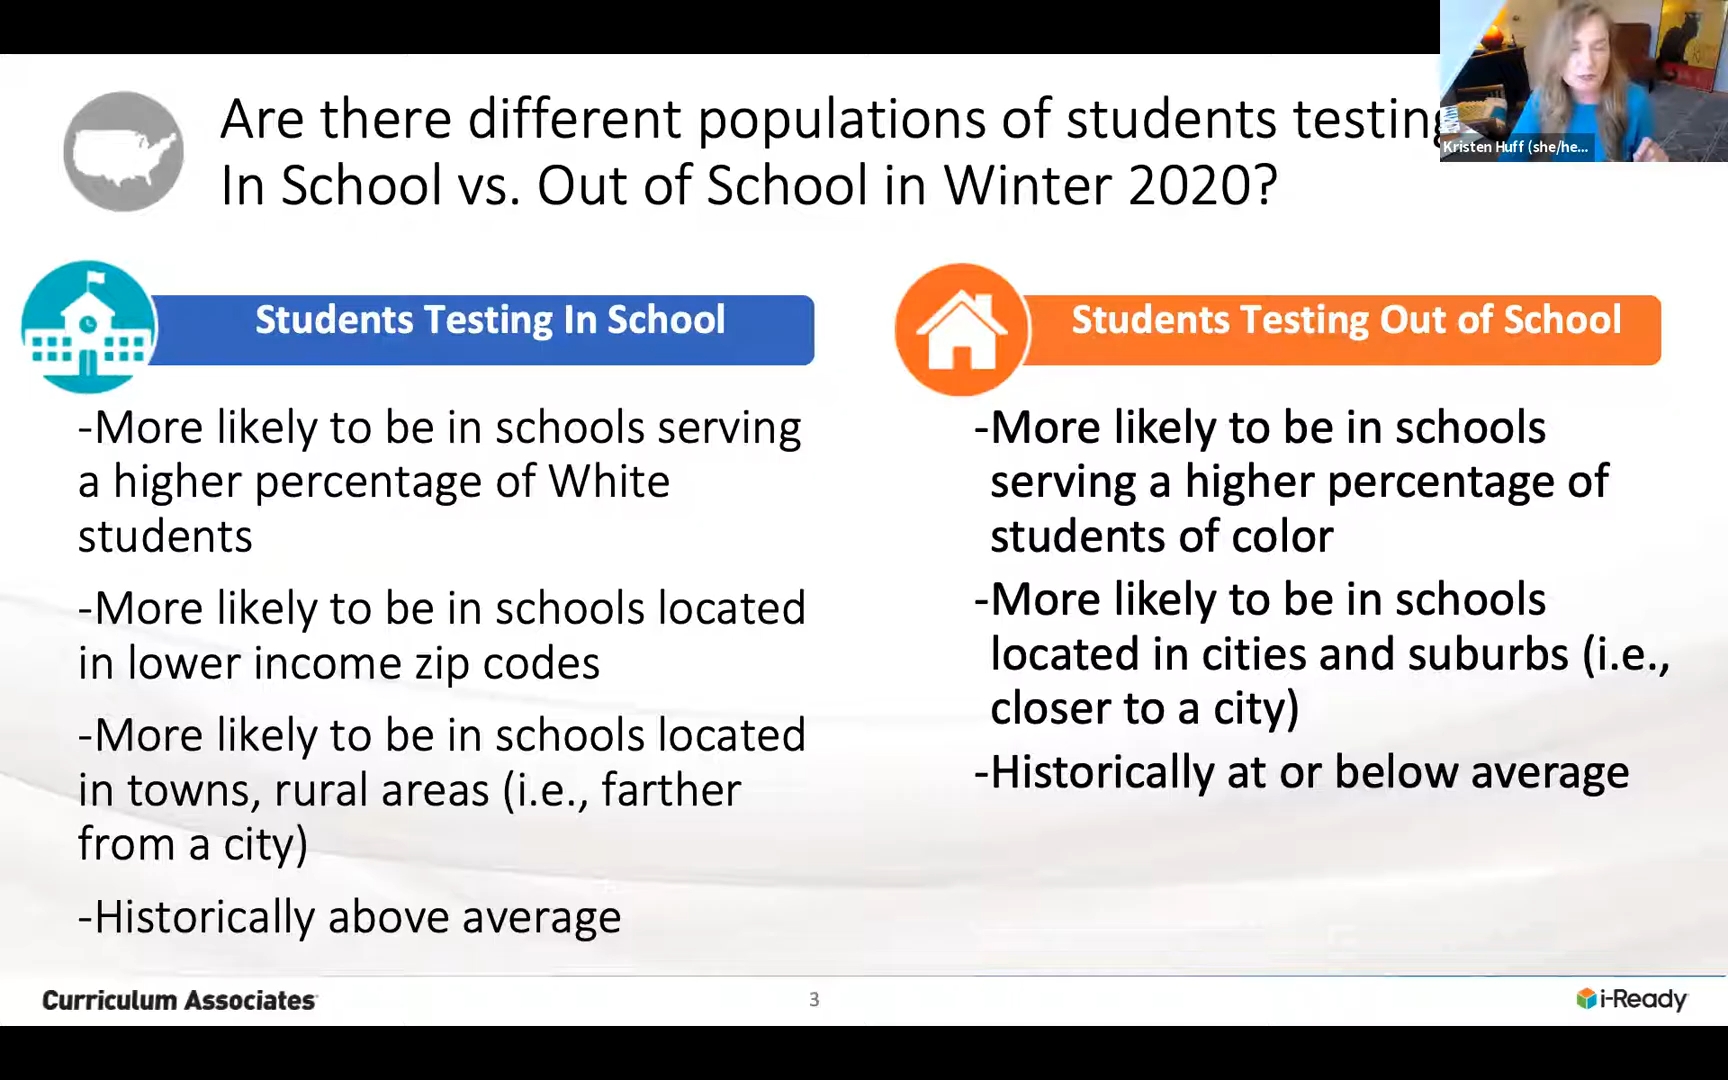 Are there different populations of students testing
In School vs. Out of School in Winter 2020?
Kristen Huff (she/he...
Students Testing In School
-More likely to be in schools serving
a higher percentage of White
students
-More likely to be in schools located
in lower income zip codes
-More likely to be in schools located
in towns, rural areas (i.e., farther
from a city)
-Historically above average
Students Testing Out of School
-More likely to be in schools
serving a higher percentage of
students of color
-More likely to be in schools
located in cities and suburbs (i.e.,
closer to a city)
-Historically at or below average
Curriculum Associates
3
i-Ready